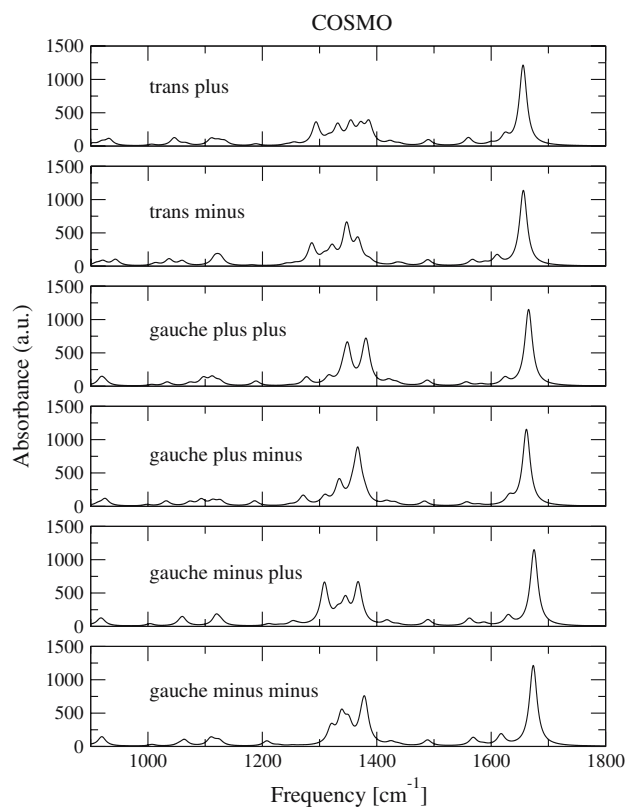 COSMO
1500
1000
500
0
trans plus
1500
1000
500
0
trans minus
1500
1000
500
0
gauche plus plus
1500
1000
500
0
gauche plus minus
1500
1000
500
0
gauche minus plus
1500
1000
500
0
gauche minus minus
1000 1200 1400 1600 1800
Frequency [cm⁻¹]
Absorbance (a.u.)